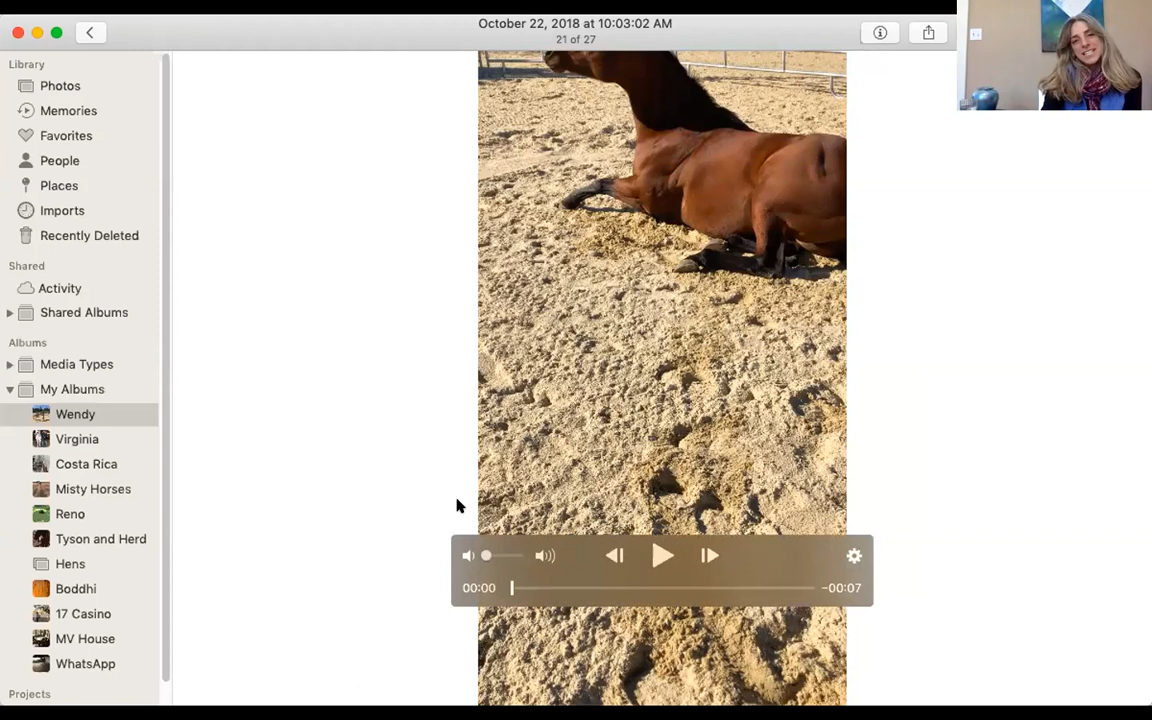 October 22, 2018 at 10:03:02 AM
21 of 27
Library
Photos
Memories
Favorites
People
Places
Imports
Recently Deleted
Shared
Activity
Shared Albums
Albums
Media Types
My Albums
Wendy
Virginia
Costa Rica
Misty Horses
Reno
Tyson and Herd
Hens
Boddhi
17 Casino
MV House
WhatsApp
Projects
00:00
−00:07